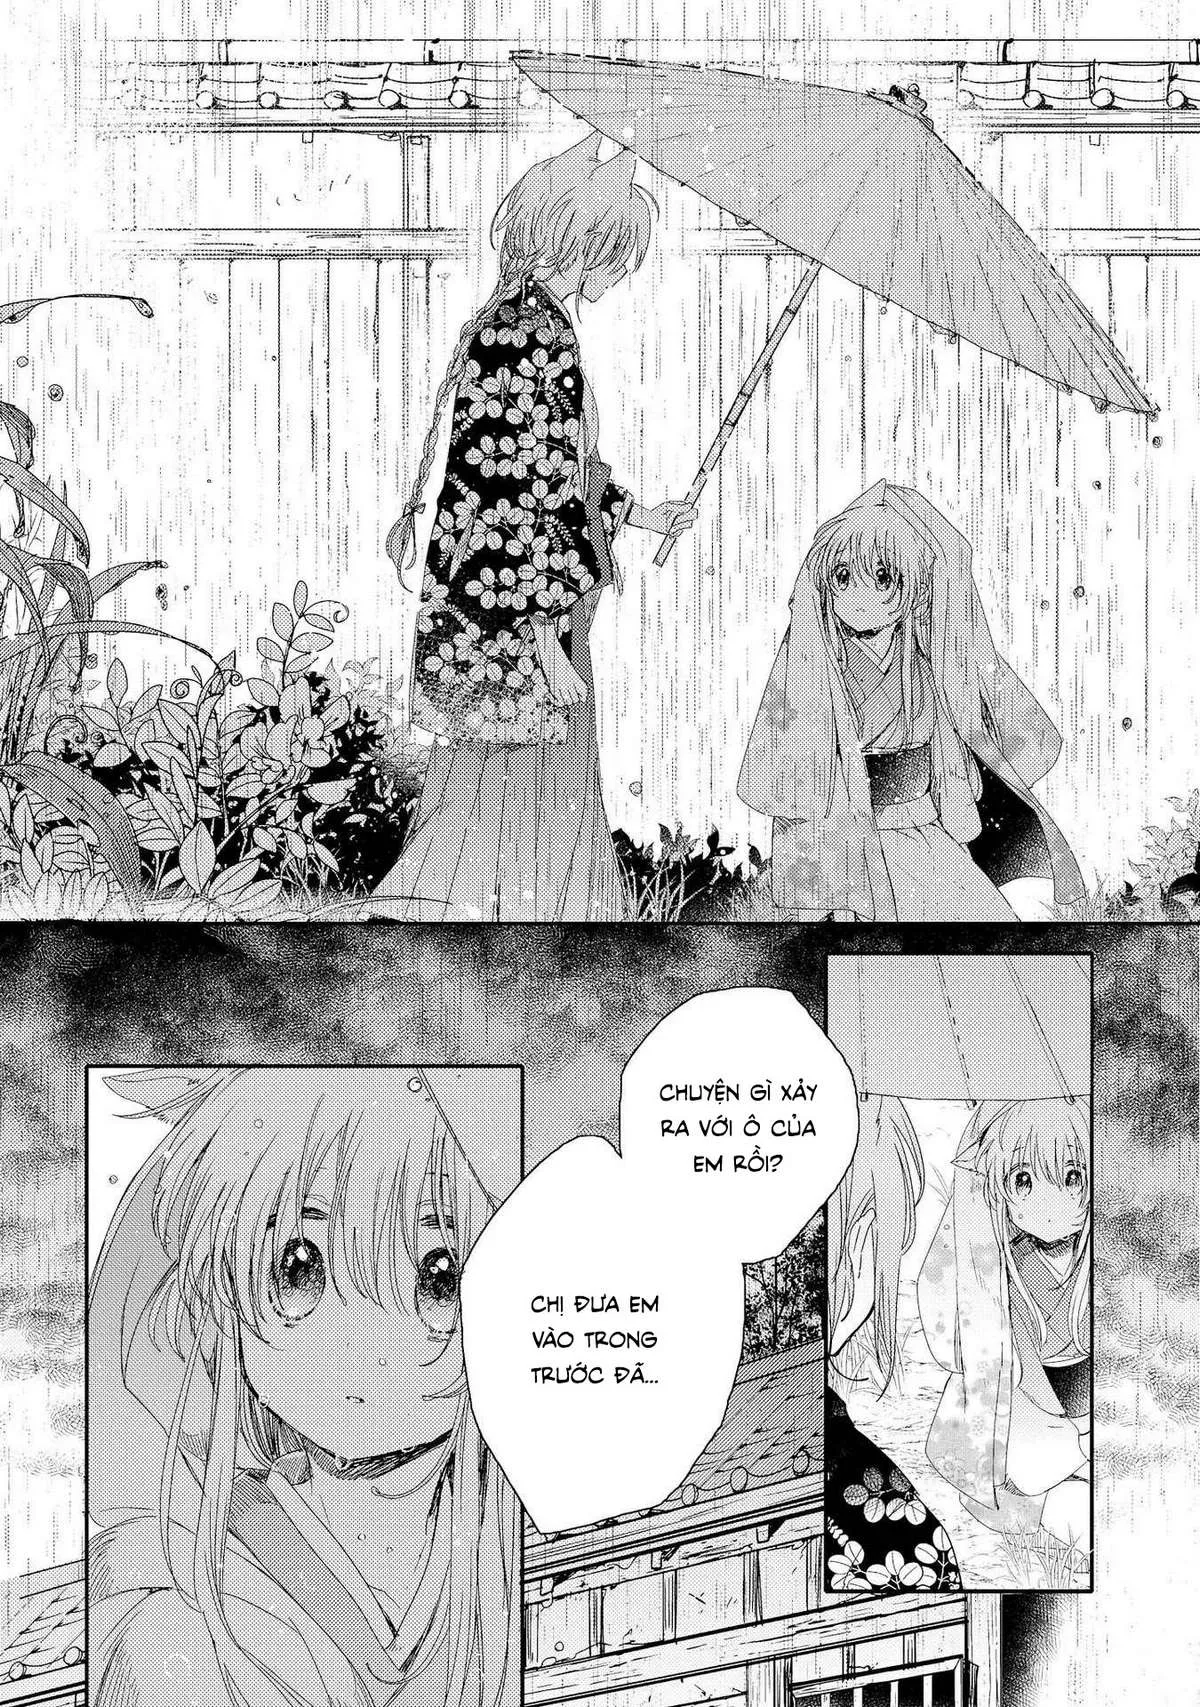 CHUYỆN GÌ XẢY
RA VỚI Ô CỦA
EM RỒI?
CHỊ ĐƯA EM
VÀO TRONG
TRƯỚC ĐÃ...